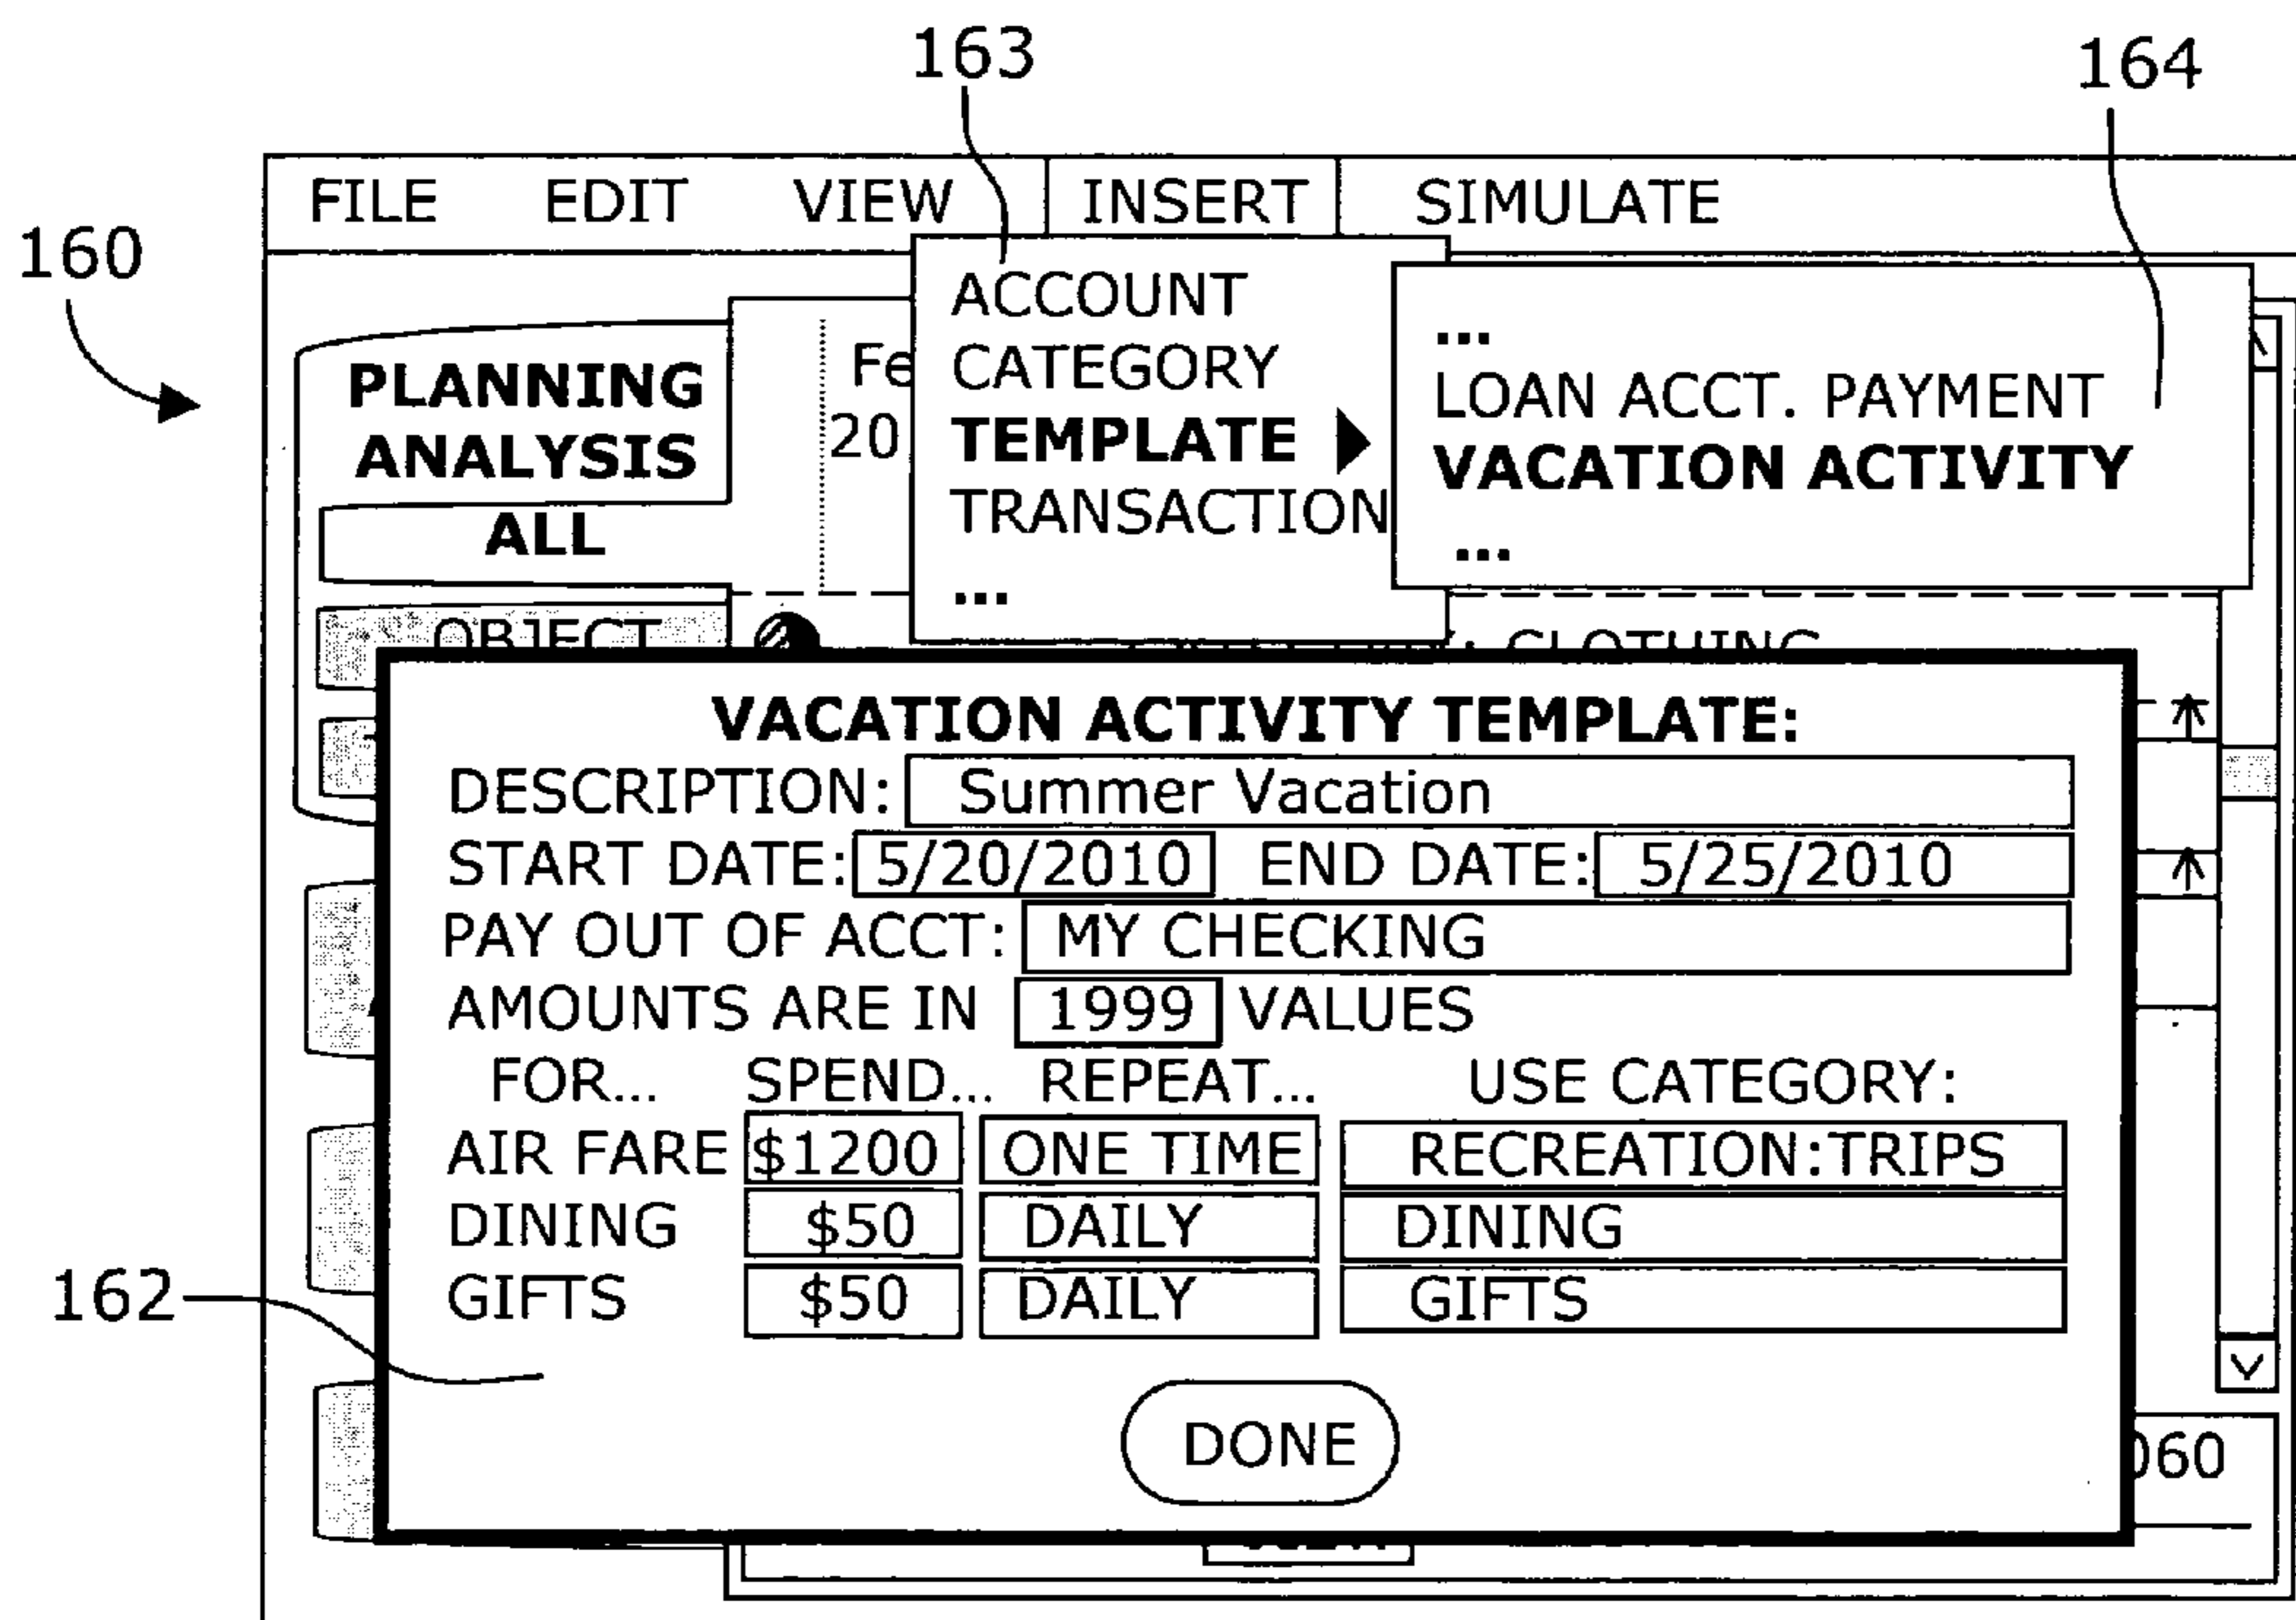 163
164
FILE EDIT VIEW INSERT SIMULATE
160
ACCOUNT
CATEGORY
TEMPLATE
TRANSACTION
...
...
LOAN ACCT. PAYMENT
VACATION ACTIVITY
...
PLANNING
ANALYSIS
ALL
Fe
20
OBJECT
: CLOTHING
VACATION ACTIVITY TEMPLATE:
DESCRIPTION: Summer Vacation
START DATE: 5/20/2010 END DATE: 5/25/2010
PAY OUT OF ACCT: MY CHECKING
AMOUNTS ARE IN 1999 VALUES
FOR... SPEND... REPEAT... USE CATEGORY:
AIR FARE $1200 ONE TIME RECREATION:TRIPS
DINING $50 DAILY DINING
GIFTS $50 DAILY GIFTS
162
DONE
060